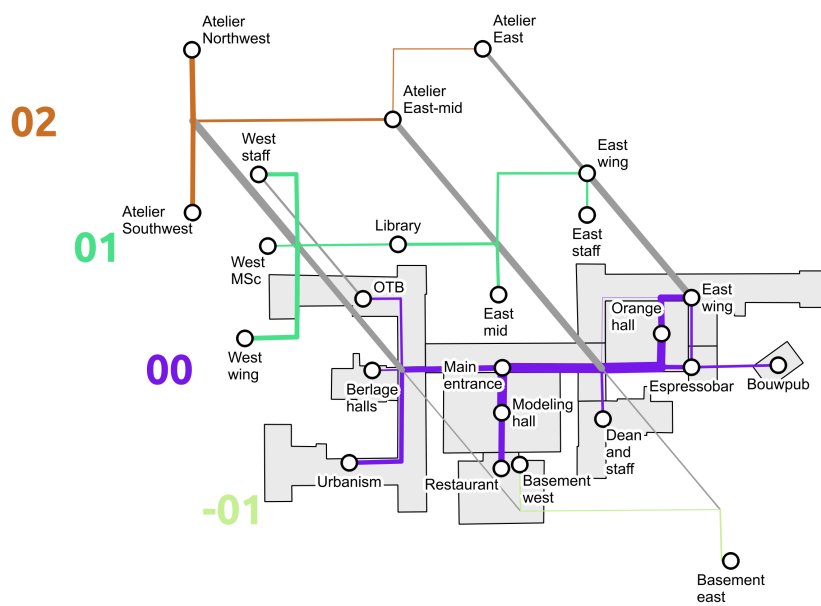 Atelier
Northwest
Atelier
East
02
Atelier
East-mid
West
staff
East
wing
Atelier
Southwest
Library
01
West
MSc
East
staff
OTB
East
mid
East
wing
Orange
hall
West
wing
00
Main
entrance
Berlage
halls
Espressobar
Bouwpub
Modeling
hall
Dean
and
staff
Urbanism
Restaurant
Basement
west
-01
Basement
east